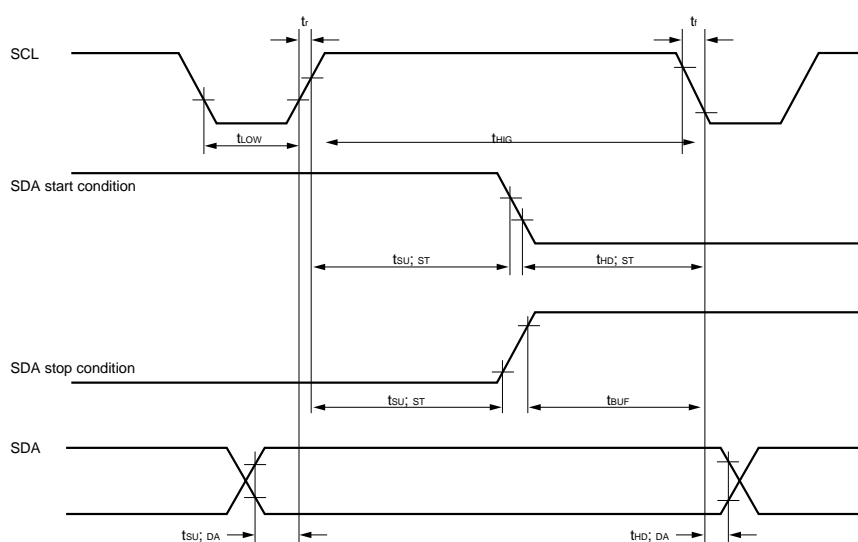 tr
tf
SCL
tLOW
tHIG
SDA start condition
tSU; ST
tHD; ST
SDA stop condition
tSU; ST
tBUF
SDA
tSU; DA
tHD; DA